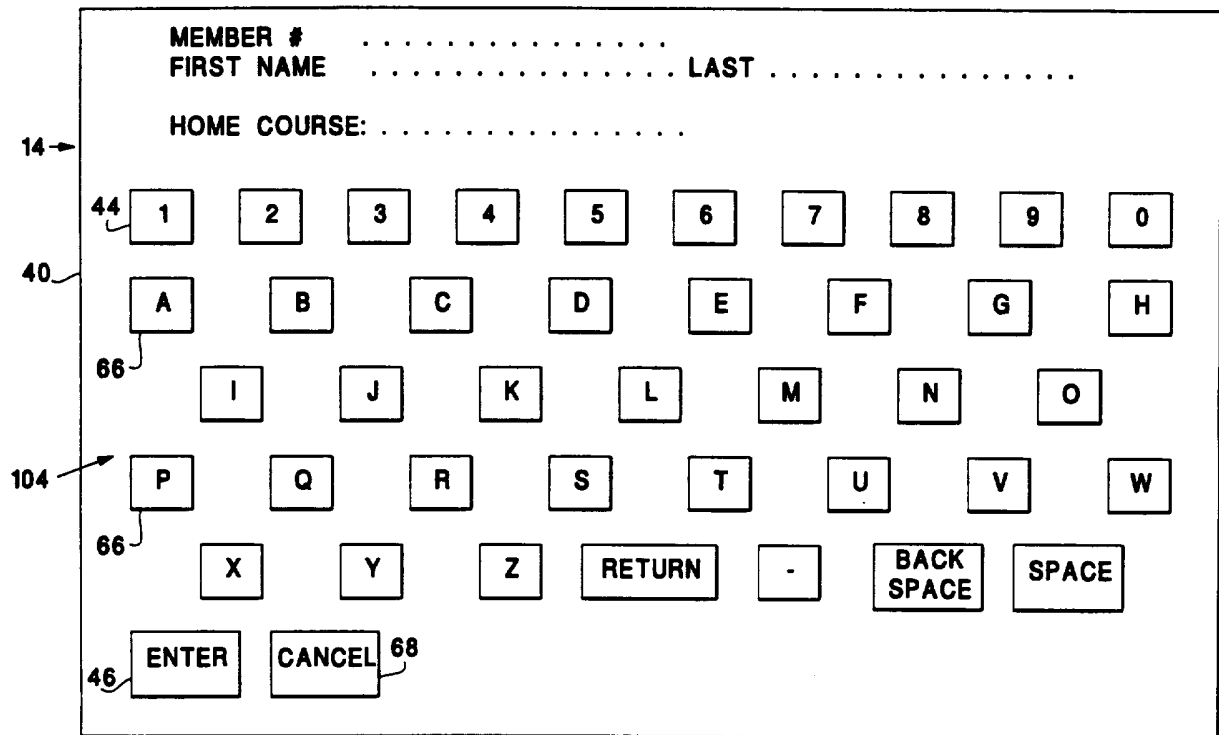 MEMBER # . . . . . . . . . . . . . . .
FIRST NAME . . . . . . . . . . . . . . . LAST . . . . . . . . . . . . . . .
HOME COURSE: . . . . . . . . . . . . . . .
14
44 1 2 3 4 5 6 7 8 9 0
40
A B C D E F G H
66
I J K L M N O
104
P Q R S T U V W
66
X Y Z RETURN - BACK SPACE SPACE
ENTER CANCEL 68
46